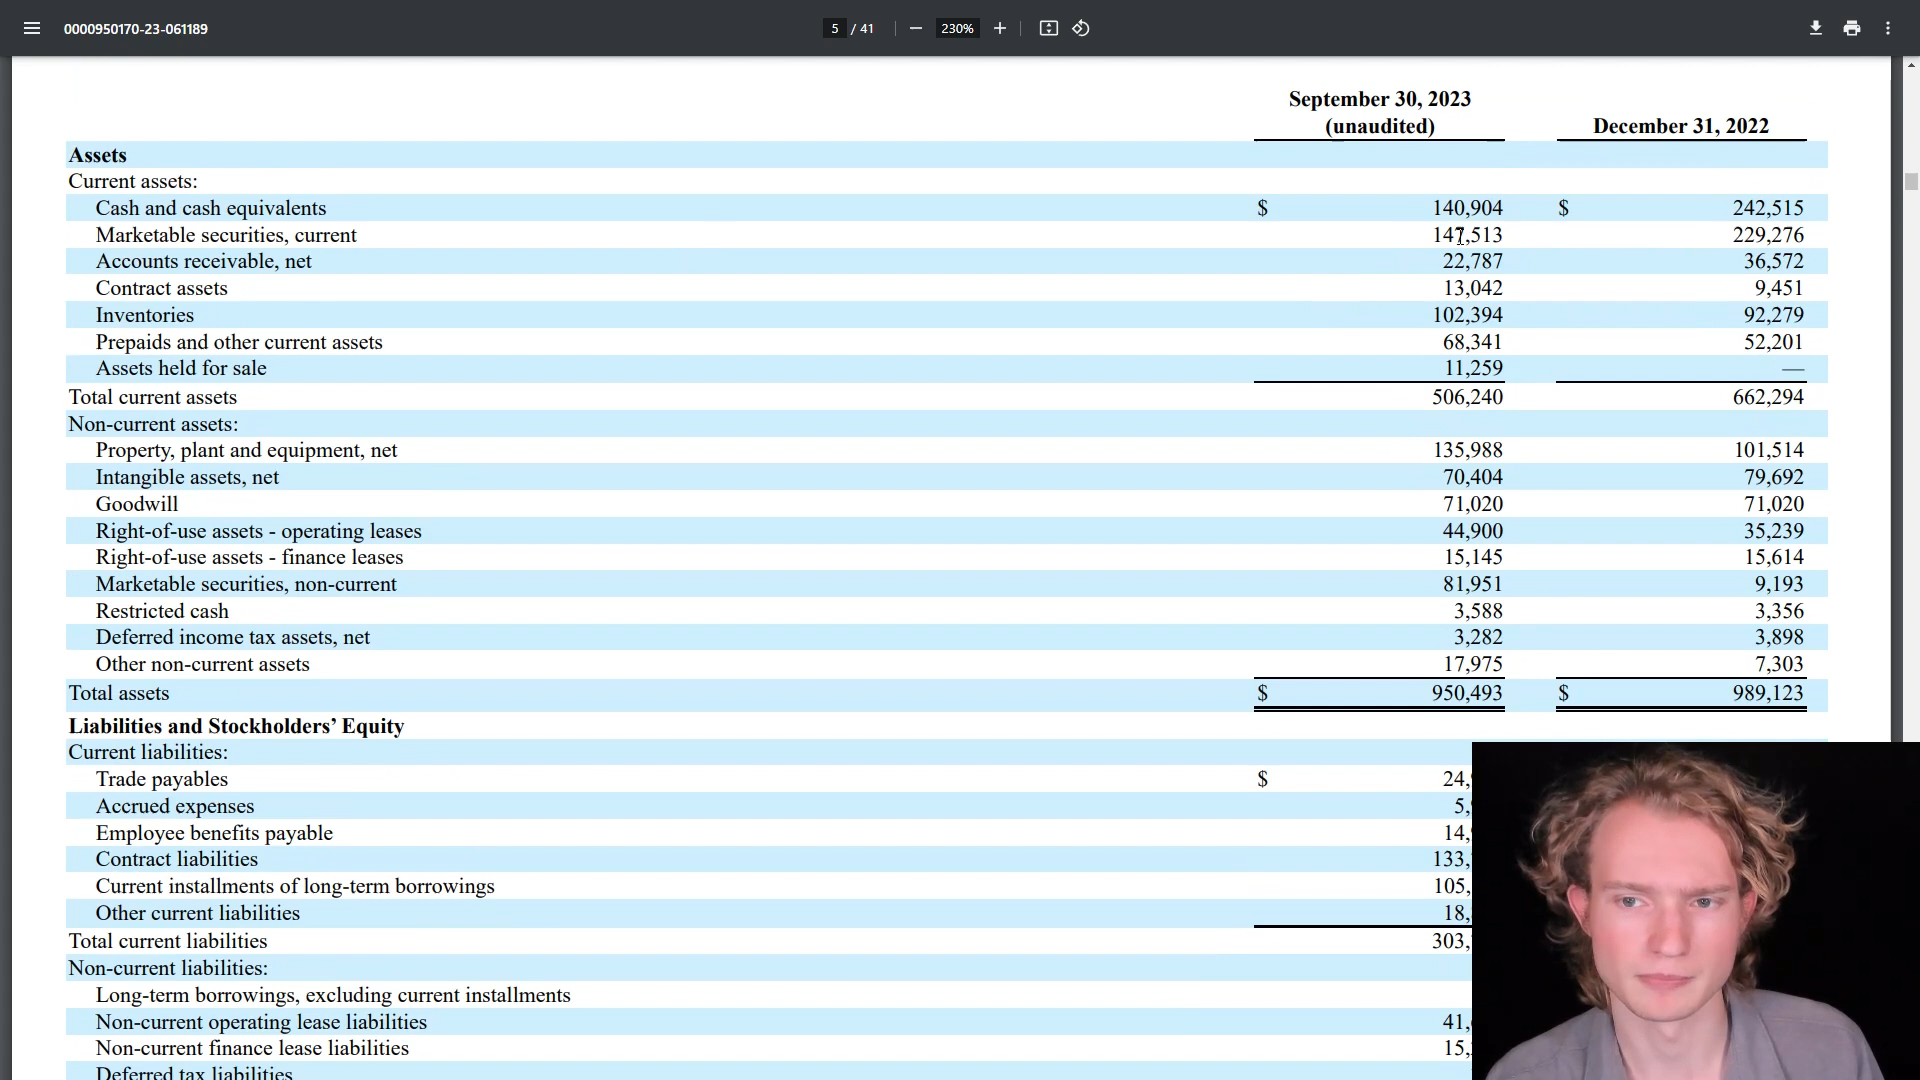 0000950170-23-061189 5 / 41 230%
September 30, 2023
(unaudited) December 31, 2022
Assets
Current assets:
Cash and cash equivalents $ 140,904 $ 242,515
Marketable securities, current 147,513 229,276
Accounts receivable, net 22,787 36,572
Contract assets 13,042 9,451
Inventories 102,394 92,279
Prepaids and other current assets 68,341 52,201
Assets held for sale 11,259 —
Total current assets 506,240 662,294
Non-current assets:
Property, plant and equipment, net 135,988 101,514
Intangible assets, net 70,404 79,692
Goodwill 71,020 71,020
Right-of-use assets - operating leases 44,900 35,239
Right-of-use assets - finance leases 15,145 15,614
Marketable securities, non-current 81,951 9,193
Restricted cash 3,588 3,356
Deferred income tax assets, net 3,282 3,898
Other non-current assets 17,975 7,303
Total assets $ 950,493 $ 989,123
Liabilities and Stockholders’ Equity
Current liabilities:
Trade payables $ 24,
Accrued expenses 5,
Employee benefits payable 14,
Contract liabilities 133,
Current installments of long-term borrowings 105,
Other current liabilities 18,
Total current liabilities 303,
Non-current liabilities:
Long-term borrowings, excluding current installments
Non-current operating lease liabilities 41,
Non-current finance lease liabilities 15,
Deferred tax liabilities